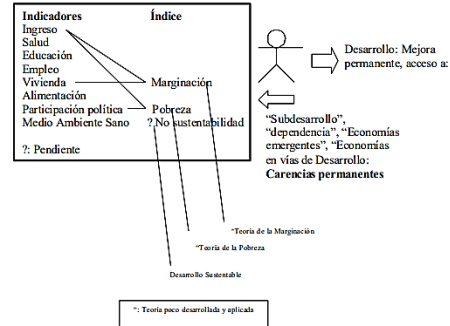 Indicadores Índice
Ingreso
Salud
Educación
Empleo
Vivienda Marginación
Alimentación
Participación política Pobreza
Medio Ambiente Sano ? No sustentabilidad
?: Pendiente
Desarrollo: Mejora
permanente, acceso a:
“Subdesarrollo”,
“dependencia”, “Economías
emergentes”, “Economías
en vías de Desarrollo:
Carencias permanentes
"Teoría de la Marginación
"Teoría de la Pobreza
Desarrollo Sustentable
": Teoría poco desarrollada y aplicada